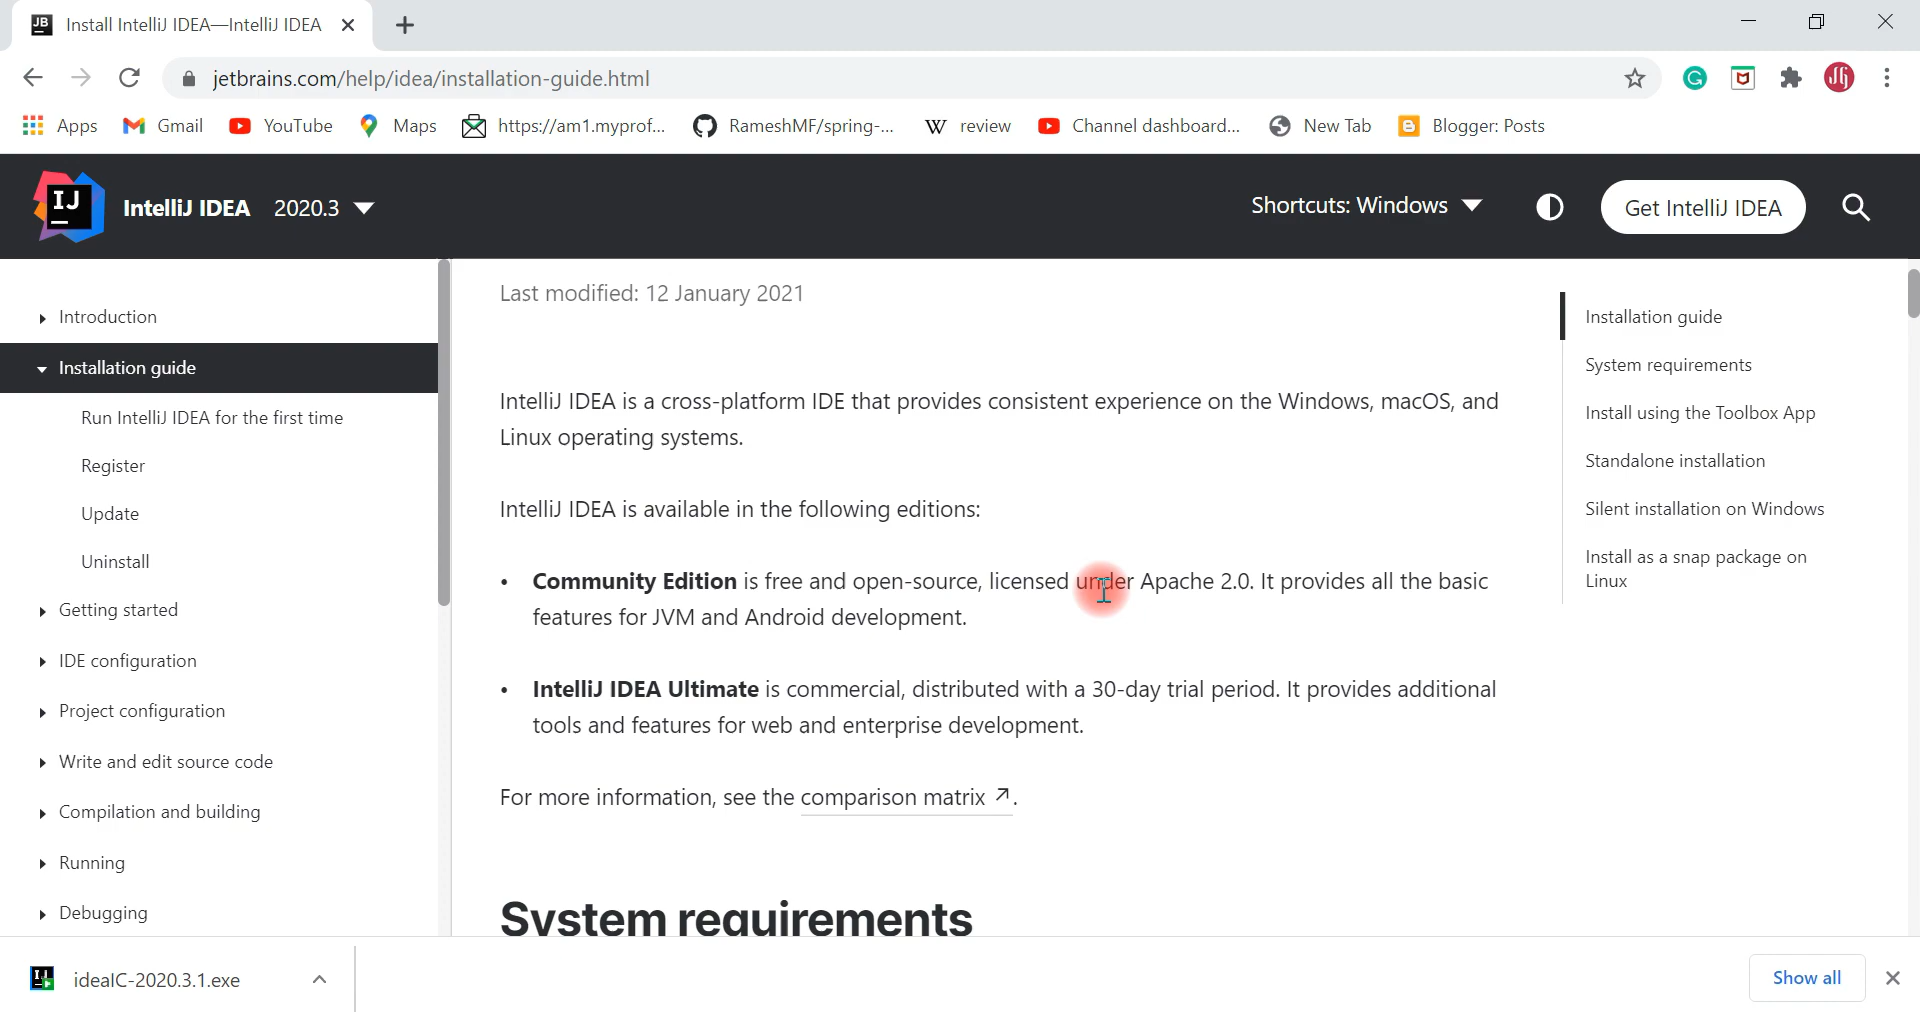 JB Install IntelliJ IDEA—IntelliJ IDEA
jetbrains.com/help/idea/installation-guide.html
Apps Gmail YouTube Maps https://am1.myprof... RameshMF/spring-... W review Channel dashboard... New Tab Blogger: Posts
IJ IntelliJ IDEA 2020.3 Shortcuts: Windows Get IntelliJ IDEA
Introduction
Installation guide
Run IntelliJ IDEA for the first time
Register
Update
Uninstall
Getting started
IDE configuration
Project configuration
Write and edit source code
Compilation and building
Running
Debugging
Last modified: 12 January 2021
IntelliJ IDEA is a cross-platform IDE that provides consistent experience on the Windows, macOS, and
Linux operating systems.
IntelliJ IDEA is available in the following editions:
• Community Edition is free and open-source, licensed under Apache 2.0. It provides all the basic
features for JVM and Android development.
• IntelliJ IDEA Ultimate is commercial, distributed with a 30-day trial period. It provides additional
tools and features for web and enterprise development.
For more information, see the comparison matrix ↗.
System requirements
Installation guide
System requirements
Install using the Toolbox App
Standalone installation
Silent installation on Windows
Install as a snap package on
Linux
ideaIC-2020.3.1.exe
Show all